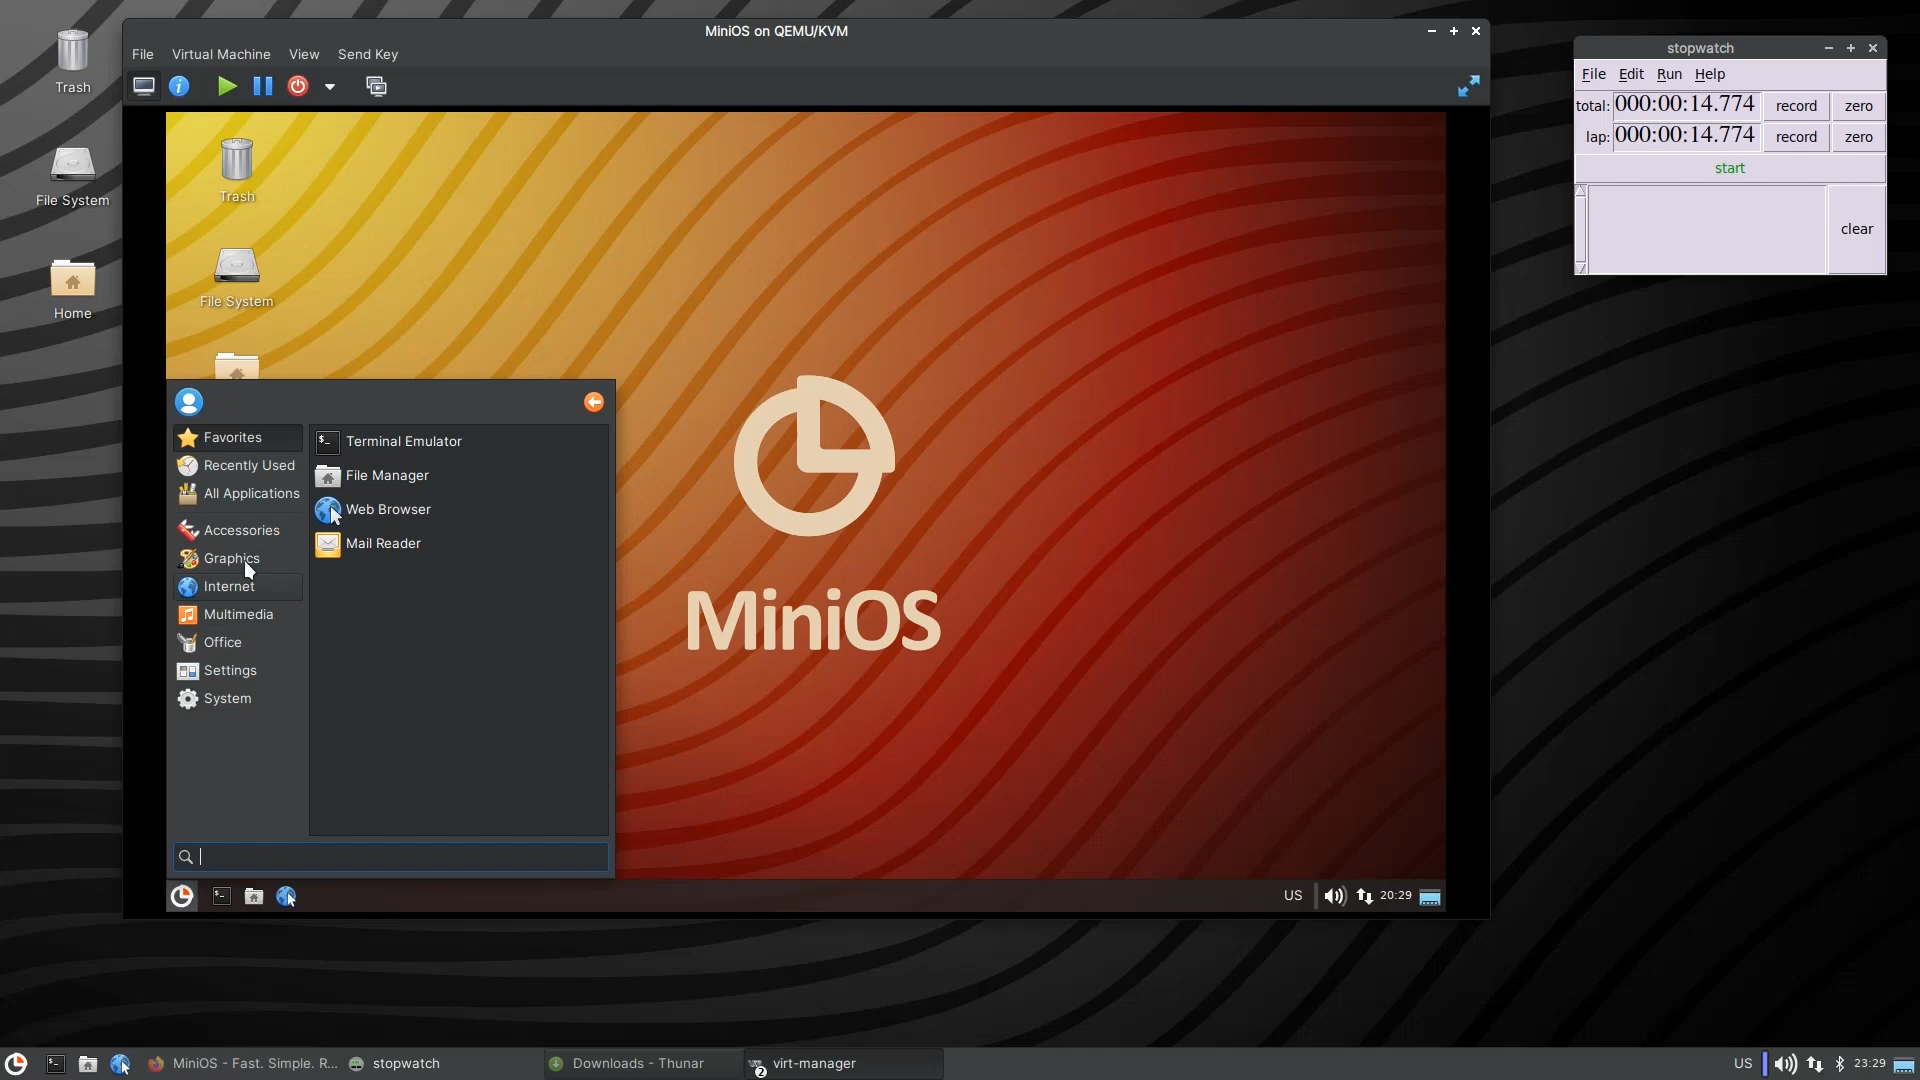 MiniOS on QEMU/KVM
File Virtual Machine View Send Key
Trash
File System
Home
Trash
File System
Favorites
Recently Used
All Applications
Accessories
Graphics
Internet
Multimedia
Office
Settings
System
Terminal Emulator
File Manager
Web Browser
Mail Reader
MiniOS
US 20:29
stopwatch
File Edit Run Help
total: 000:00:14.774 record zero
lap: 000:00:14.774 record zero
start
clear
MiniOS - Fast. Simple. R... stopwatch Downloads - Thunar 2 virt-manager US 23:29